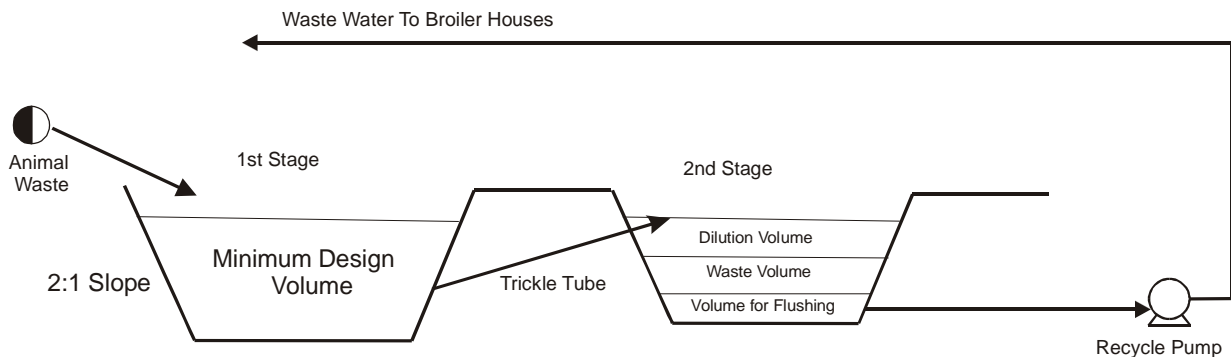 Waste Water To Broiler Houses
Animal
Waste
1st Stage
2nd Stage
2:1 Slope
Minimum Design
Volume
Trickle Tube
Dilution Volume
Waste Volume
Volume for Flushing
Recycle Pump